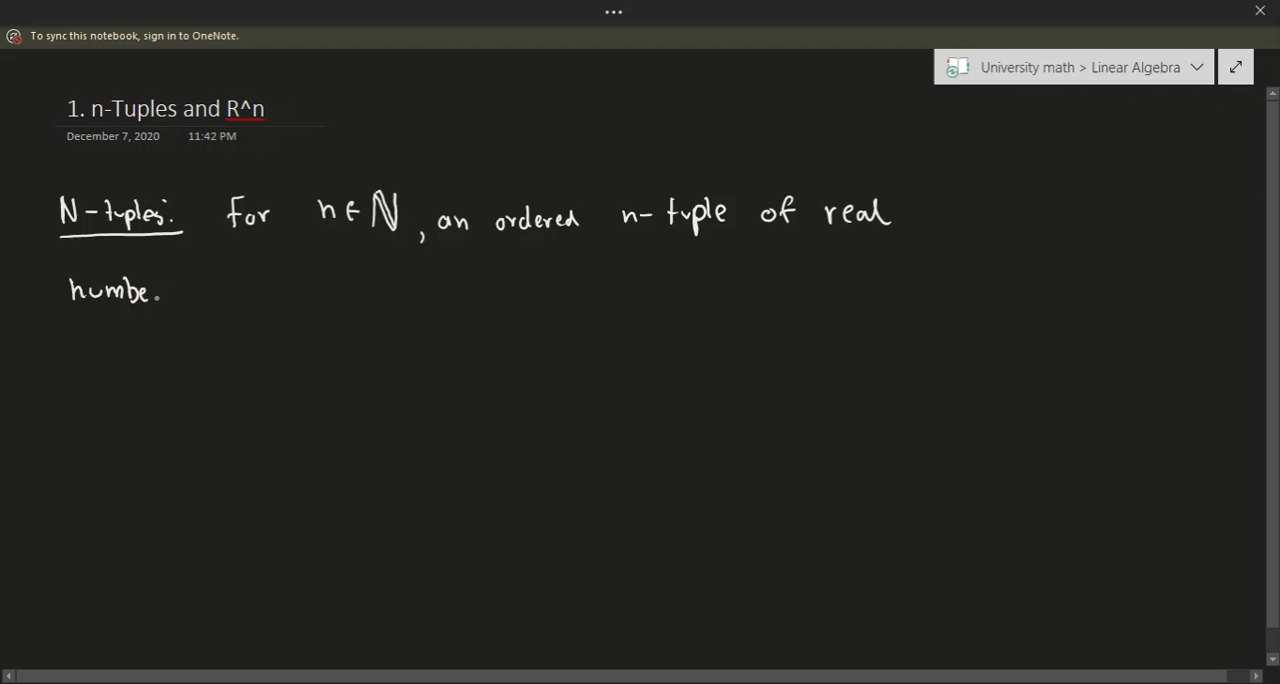 To sync this notebook, sign in to OneNote.
University math > Linear Algebra
1. n-Tuples and R^n
December 7, 2020 11:42 PM
N-tuples: For n ∈ ℕ, an ordered n-tuple of real
numbe.